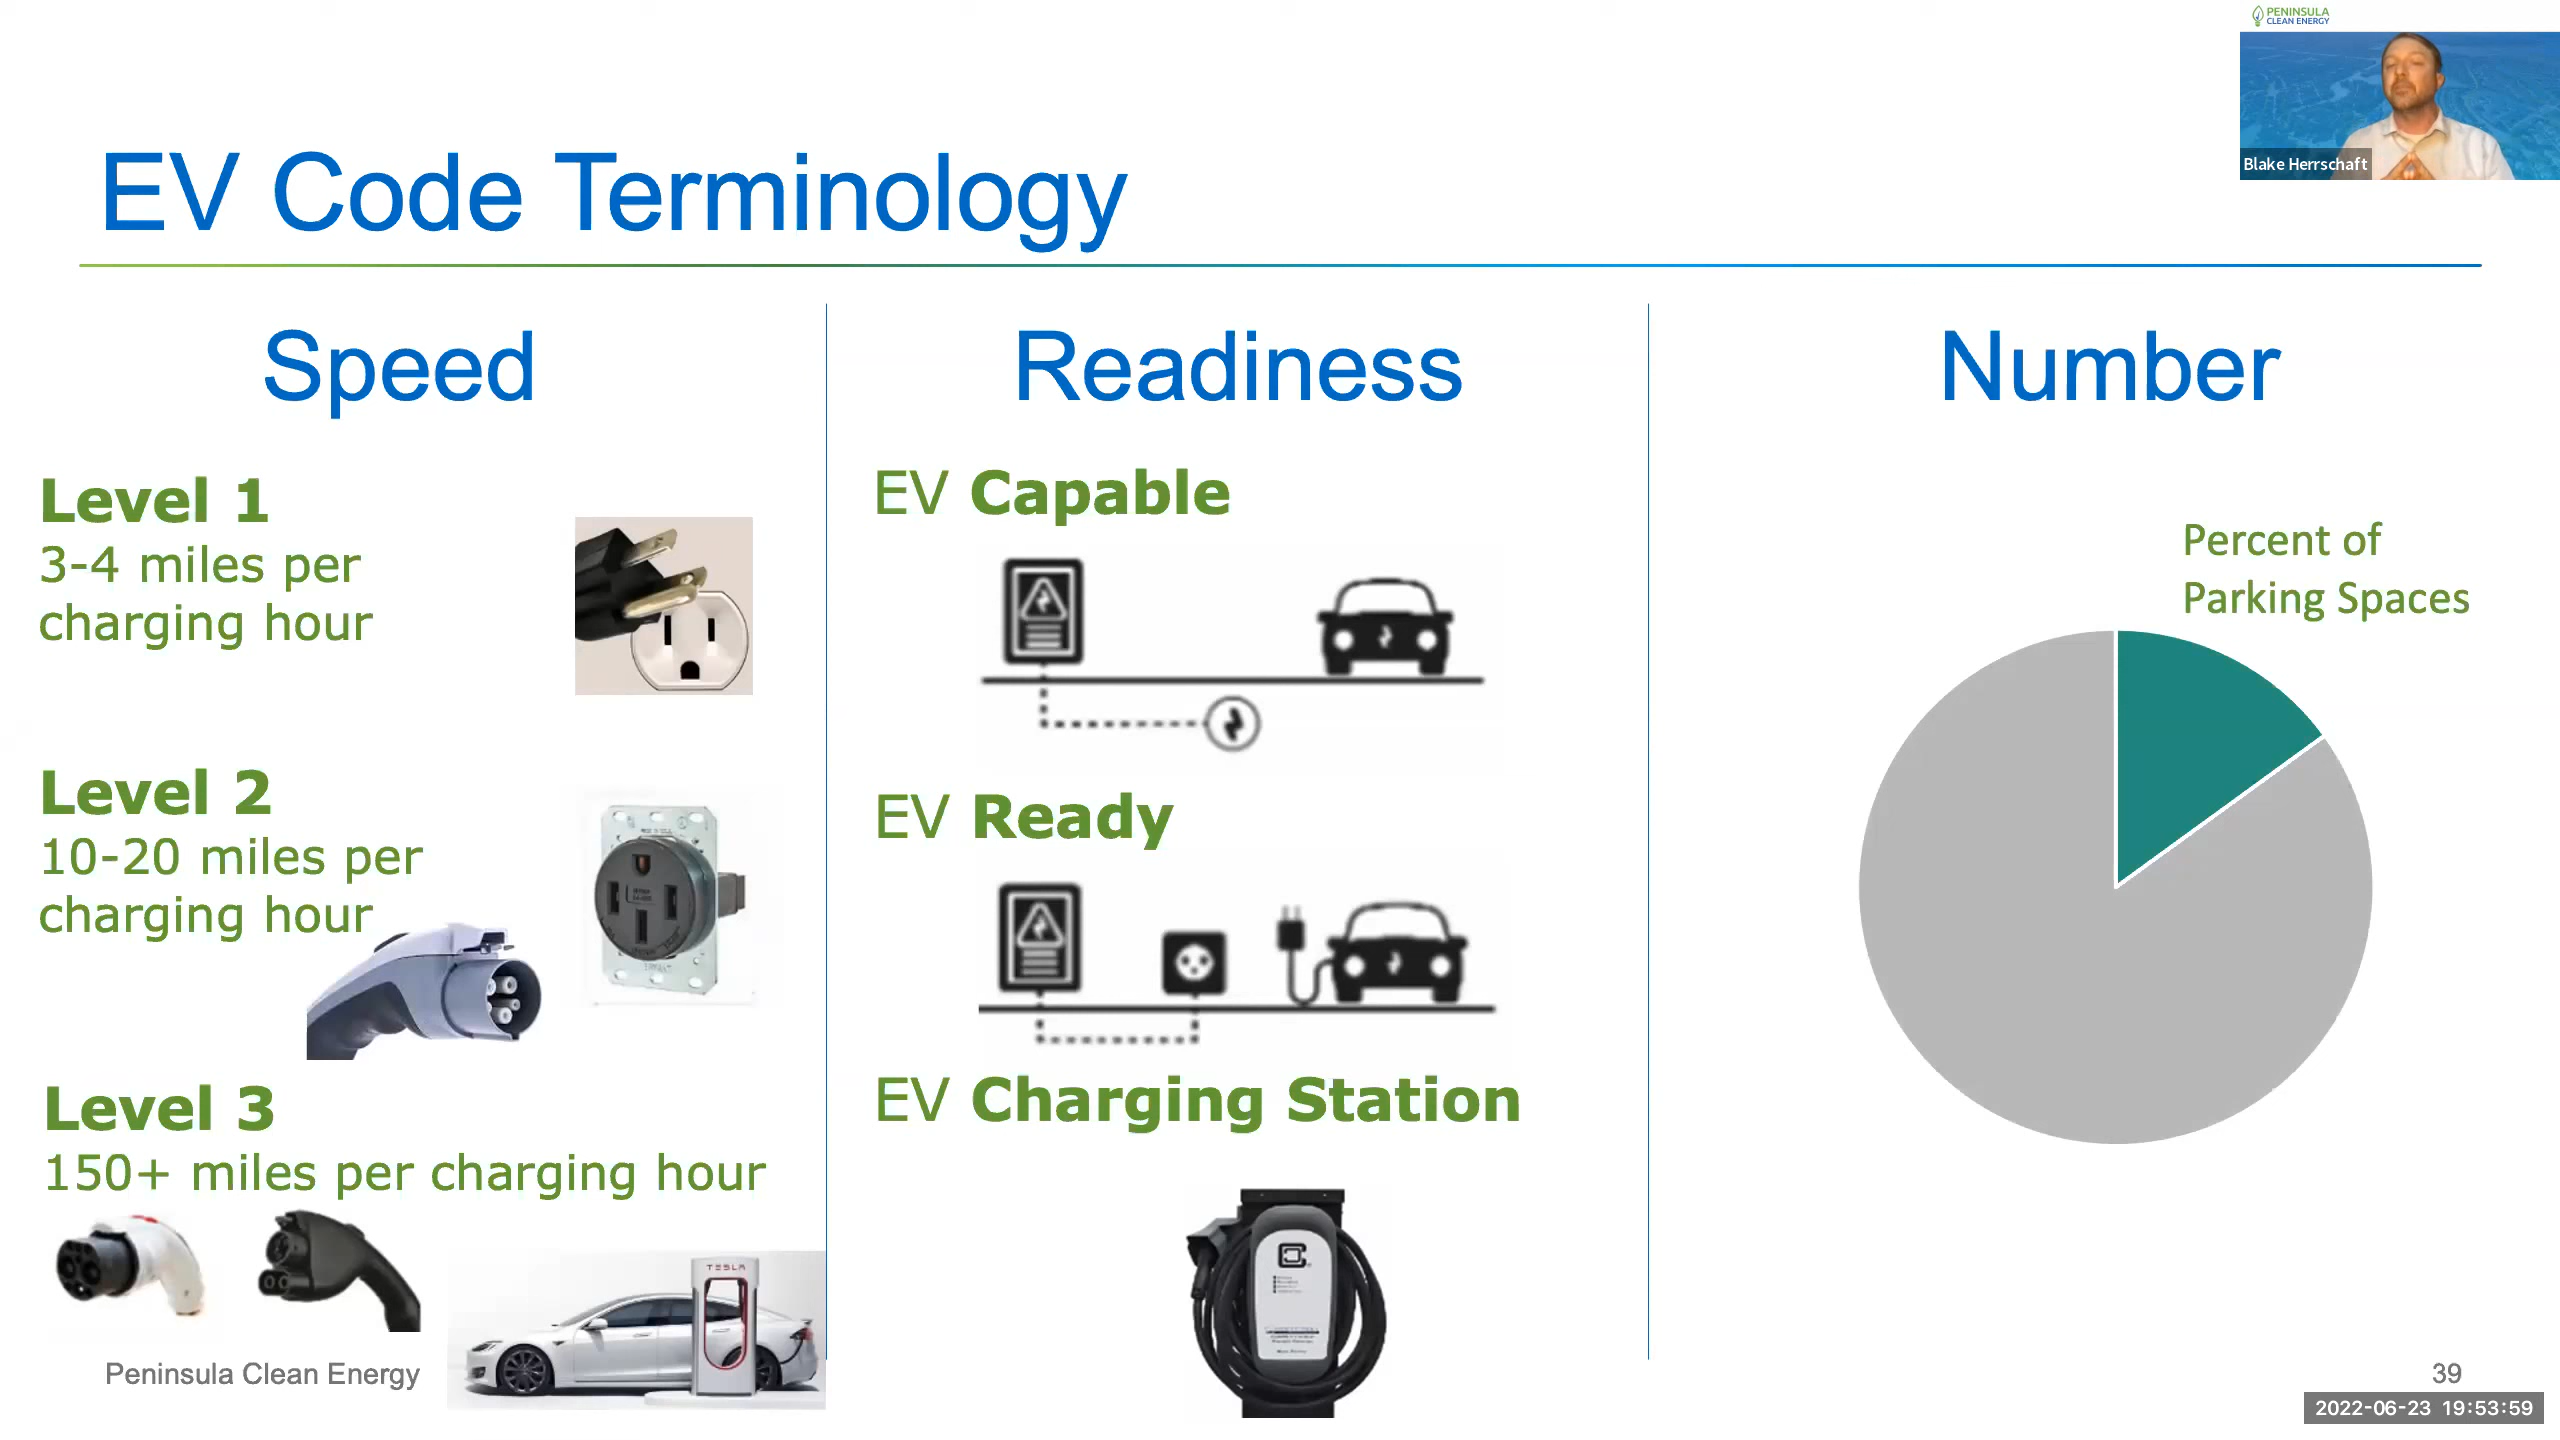 PENINSULA
CLEAN ENERGY
Blake Herrschaft
EV Code Terminology
Speed
Level 1
3-4 miles per
charging hour
Level 2
10-20 miles per
charging hour
Level 3
150+ miles per charging hour
TESLA
Readiness
EV Capable
EV Ready
EV Charging Station
Number
Percent of
Parking Spaces
Peninsula Clean Energy
39
2022-06-23 19:53:59